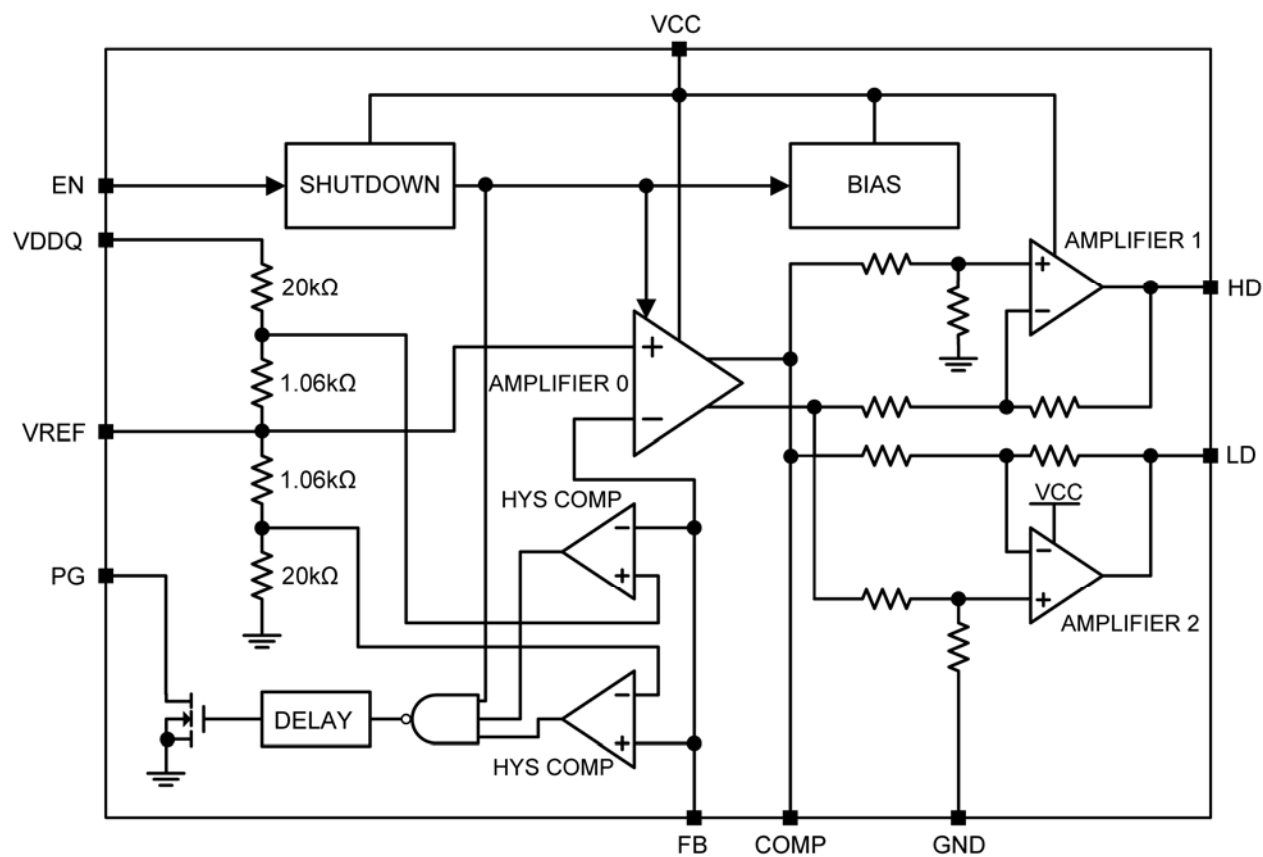 VCC
EN
SHUTDOWN
BIAS
VDDQ
AMPLIFIER 1
20kΩ
+
HD
−
1.06kΩ
+
AMPLIFIER 0
−
VREF
1.06kΩ
LD
HYS COMP
VCC
−
−
PG
20kΩ
+
+
AMPLIFIER 2
−
DELAY
+
HYS COMP
FB
COMP
GND